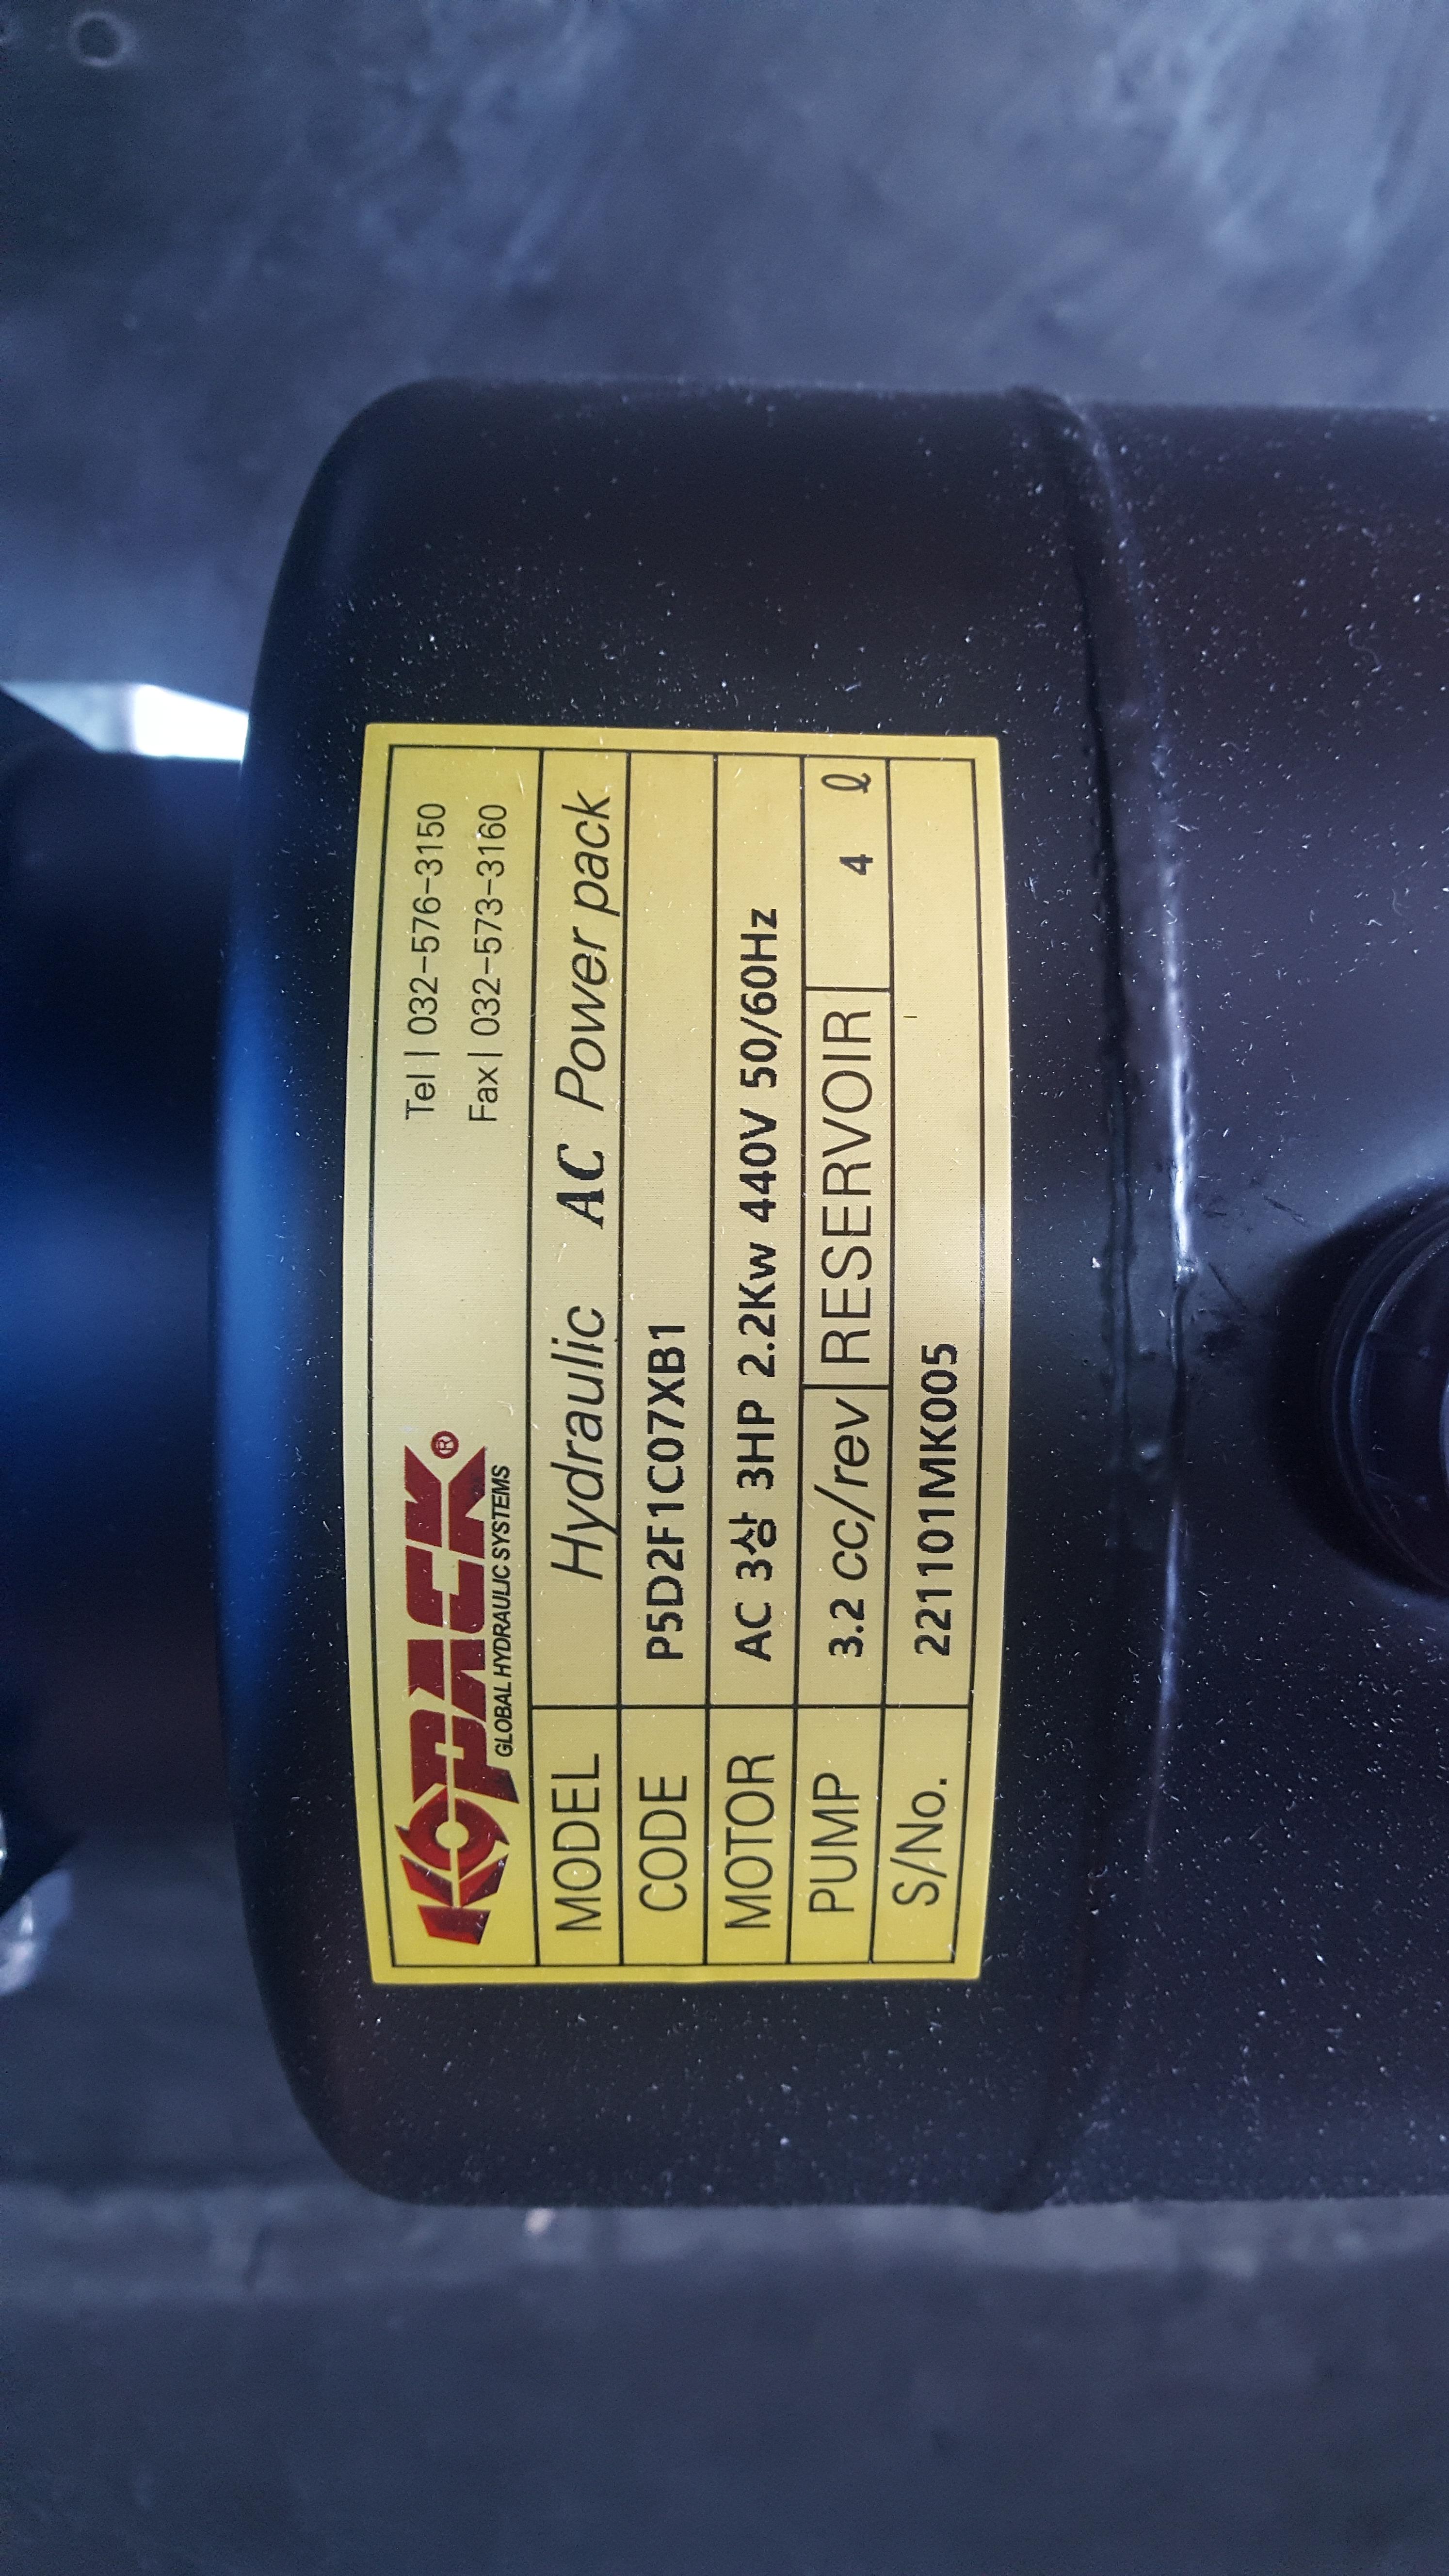 KOPACK®
GLOBAL HYDRAULIC SYSTEMS
Tel | 032-576-3150
Fax | 032-573-3160
MODEL Hydraulic AC Power pack
CODE P5D2F1C07XB1
MOTOR AC 3상 3HP 2.2Kw 440V 50/60Hz
PUMP 3.2 cc/rev RESERVOIR 4 ℓ
S/No. 221101MK005